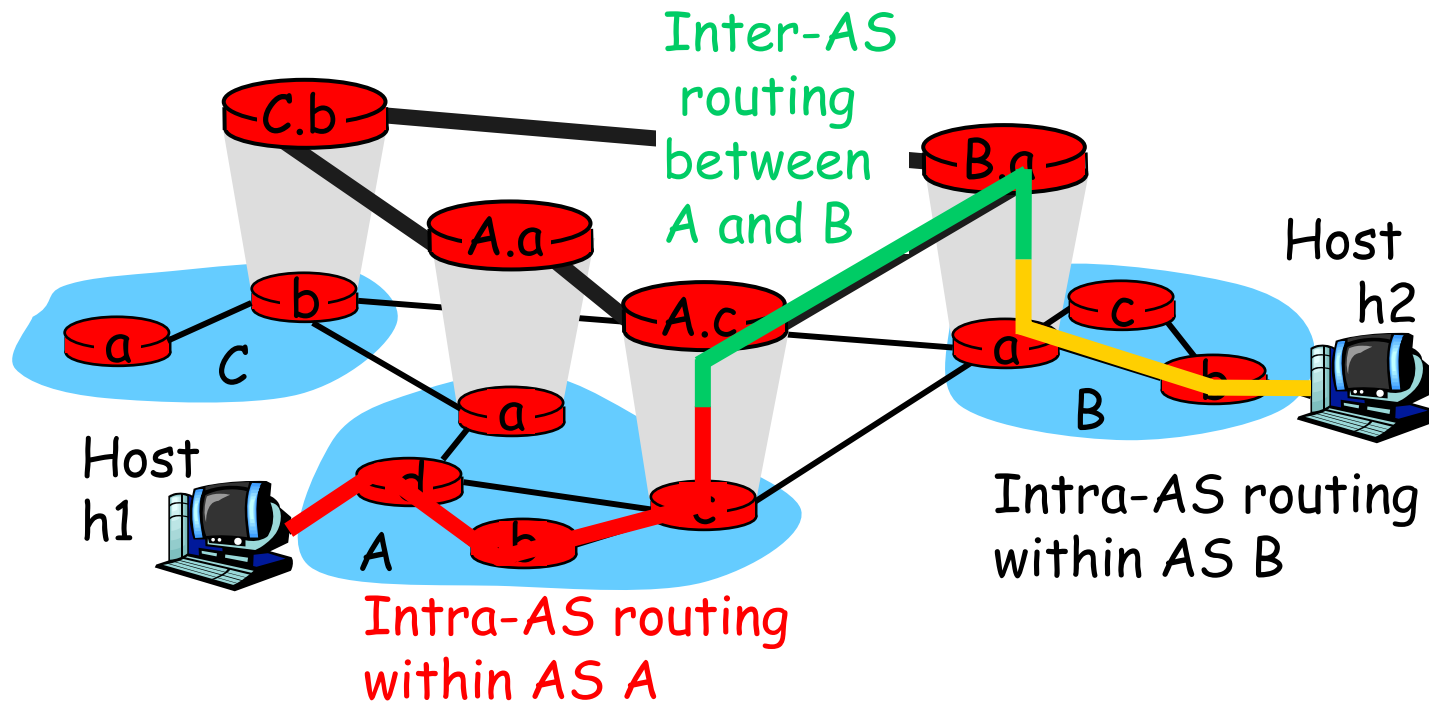 Inter-AS
routing
between
A and B
C.b
B.a
A.a
Host
h2
A.c
b
c
a
a
C
b
a
B
Host
h1
d
c
Intra-AS routing
within AS B
b
A
Intra-AS routing
within AS A